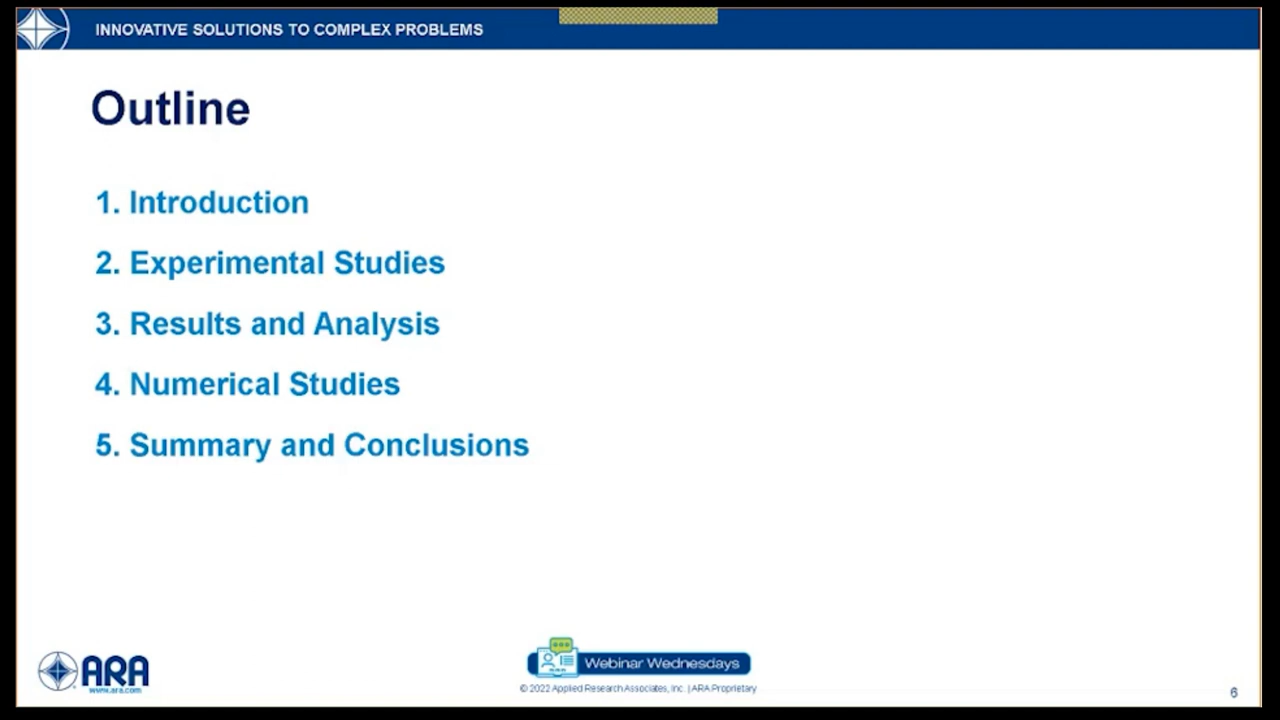 INNOVATIVE SOLUTIONS TO COMPLEX PROBLEMS
Outline
1. Introduction
2. Experimental Studies
3. Results and Analysis
4. Numerical Studies
5. Summary and Conclusions
ARA
www.ara.com
Webinar Wednesdays
© 2022 Applied Research Associates, Inc. | ARA Proprietary
6